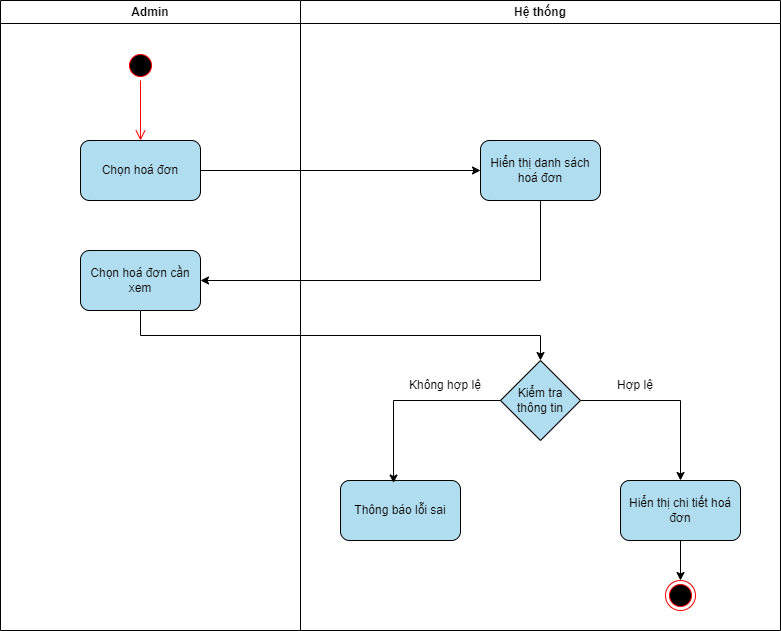 Admin
Hệ thống
Chọn hoá đơn
Hiển thị danh sách
hoá đơn
Chọn hoá đơn cần
xem
Kiểm tra
thông tin
Không hợp lệ
Hợp lệ
Thông báo lỗi sai
Hiển thị chi tiết hoá
đơn